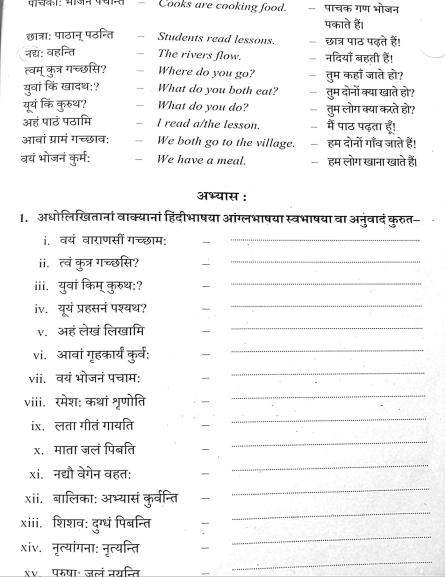 पाचकाः भोजनं पचन्ति – Cooks are cooking food. – पाचक गण भोजन
पकाते हैं।
छात्राः पाठान् पठन्ति – Students read lessons. – छात्र पाठ पढ़ते हैं!
नद्यः वहन्ति – The rivers flow. – नदियाँ बहती हैं!
त्वम् कुत्र गच्छसि? – Where do you go? – तुम कहाँ जाते हो?
युवां किं खादथः? – What do you both eat? – तुम दोनों क्या खाते हो?
यूयं किं कुरुथ? – What do you do? – तुम लोग क्या करते हो?
अहं पाठं पठामि – I read a/the lesson. – मैं पाठ पढ़ता हूँ!
आवां ग्रामं गच्छावः – We both go to the village. – हम दोनों गाँव जाते हैं!
वयं भोजनं कुर्मः – We have a meal. – हम लोग खाना खाते हैं!
अभ्यास :
1. अधोलिखितानां वाक्यानां हिंदीभाषया आंग्लभाषया स्वभाषया वा अनुवादं कुरुत–
i. वयं वाराणसीं गच्छामः –
ii. त्वं कुत्र गच्छसि? –
iii. युवां किम् कुरुथः? –
iv. यूयं प्रहसनं पश्यथ? –
v. अहं लेखं लिखामि –
vi. आवां गृहकार्यं कुर्वः –
vii. वयं भोजनं पचामः –
viii. रमेशः कथां शृणोति –
ix. लता गीतं गायति –
x. माता जलं पिबति –
xi. नद्यौ वेगेन वहतः –
xii. बालिकाः अभ्यासं कुर्वन्ति –
xiii. शिशवः दुग्धं पिबन्ति –
xiv. नृत्यांगनाः नृत्यन्ति –
xv. पुरुषाः जलं नयन्ति –